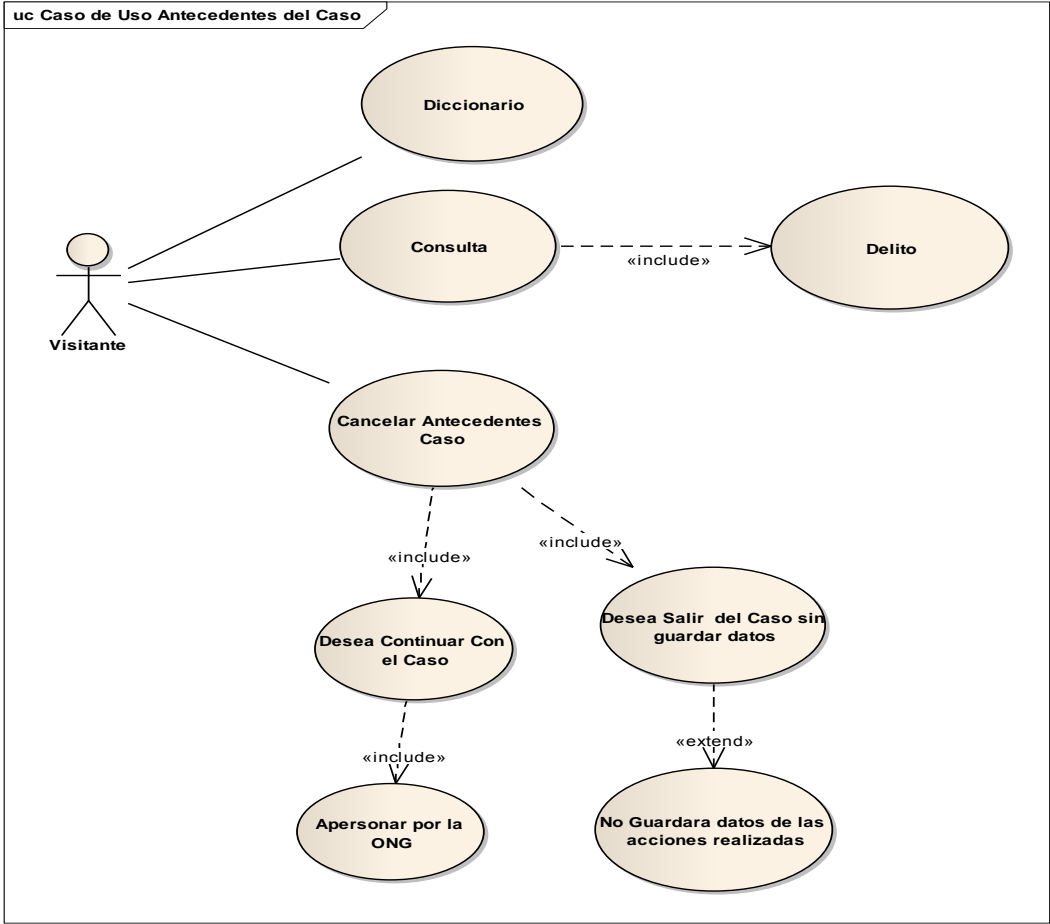 uc Caso de Uso Antecedentes del Caso
Diccionario
Consulta
«include»
Delito
Visitante
Cancelar Antecedentes
Caso
«include»
«include»
Desea Continuar Con
el Caso
Desea Salir del Caso sin
guardar datos
«include»
«extend»
Apersonar por la
ONG
No Guardara datos de las
acciones realizadas